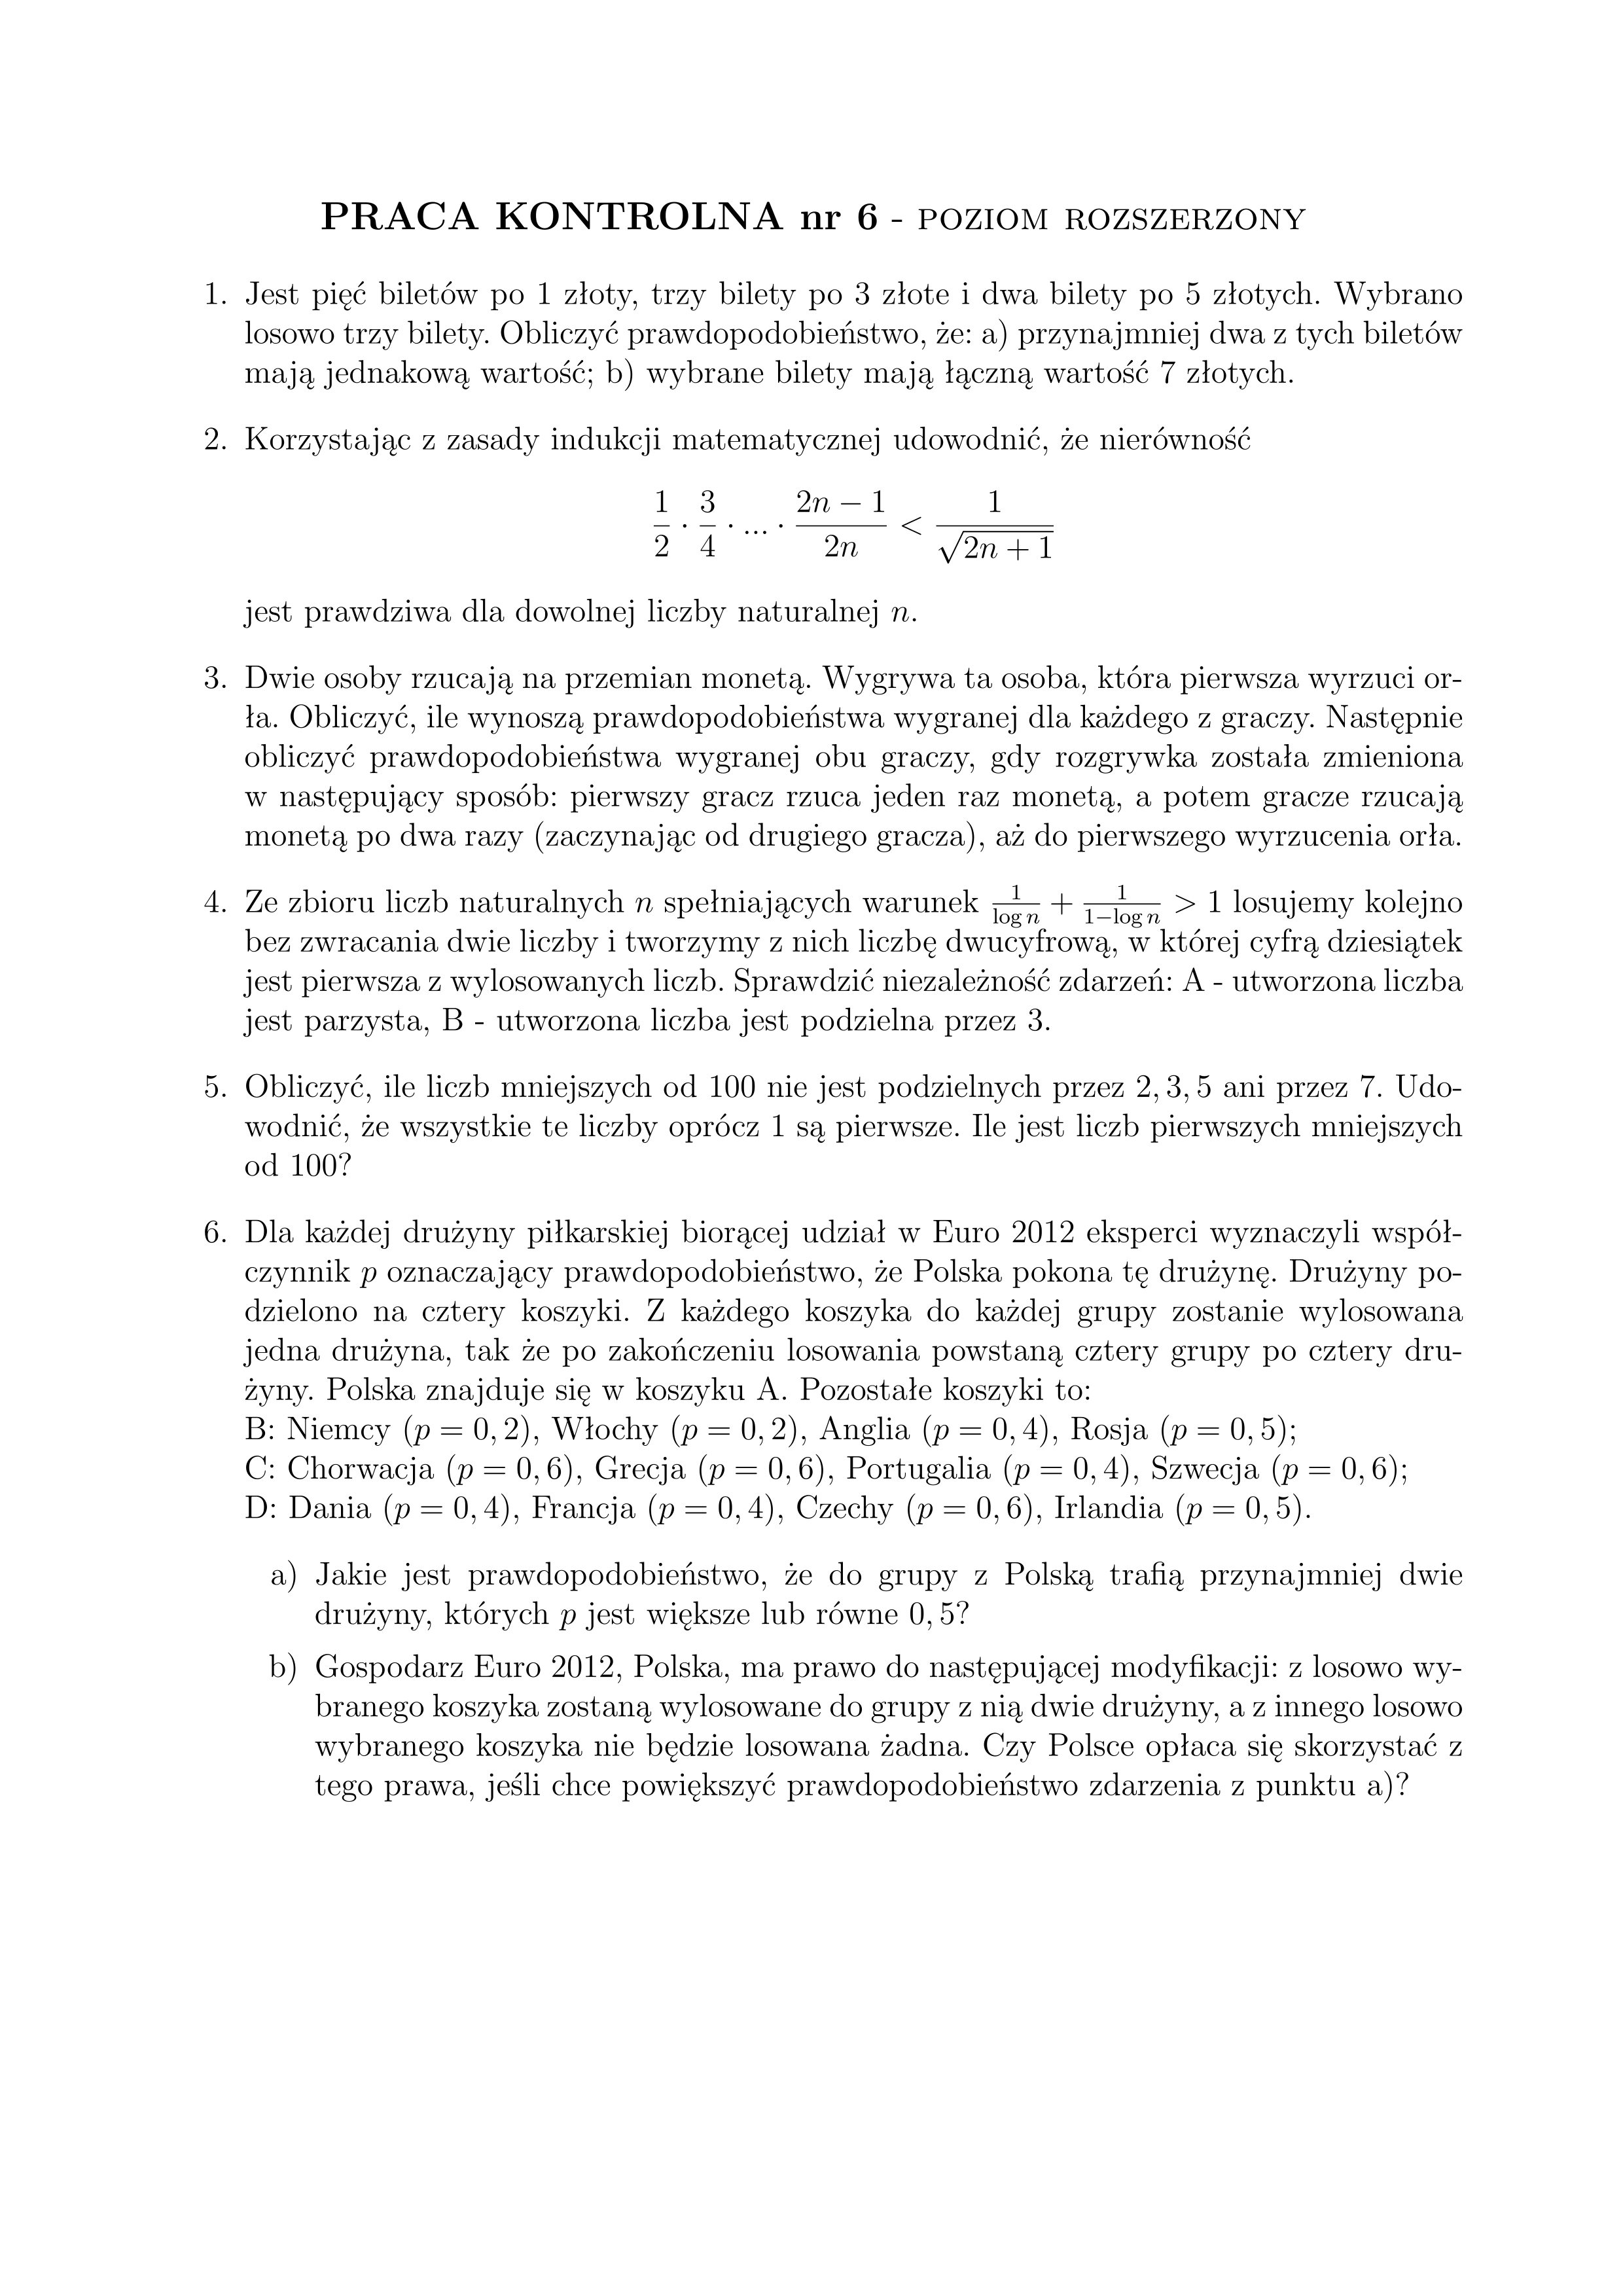 PRACA KONTROLNA nr 6 - POZIOM ROZSZERZONY
1. Jest pięć biletów po 1 złoty, trzy bilety po 3 złote i dwa bilety po 5 złotych. Wybrano
losowo trzy bilety. Obliczyć prawdopodobieństwo, że: a) przynajmniej dwa z tych biletów
mają jednakową wartość; b) wybrane bilety mają łączną wartość 7 złotych.
2. Korzystając z zasady indukcji matematycznej udowodnić, że nierówność
$\frac{1}{2} \cdot \frac{3}{4} \cdot ... \cdot \frac{2n-1}{2n} < \frac{1}{\sqrt{2n+1}}$
jest prawdziwa dla dowolnej liczby naturalnej n.
3. Dwie osoby rzucają na przemian monetą. Wygrywa ta osoba, która pierwsza wyrzuci or-
ła. Obliczyć, ile wynoszą prawdopodobieństwa wygranej dla każdego z graczy. Następnie
obliczyć prawdopodobieństwa wygranej obu graczy, gdy rozgrywka została zmieniona
w następujący sposób: pierwszy gracz rzuca jeden raz monetą, a potem gracze rzucają
monetą po dwa razy (zaczynając od drugiego gracza), aż do pierwszego wyrzucenia orła.
4. Ze zbioru liczb naturalnych n spełniających warunek $\frac{1}{\log n} + \frac{1}{1-\log n} > 1$ losujemy kolejno
bez zwracania dwie liczby i tworzymy z nich liczbę dwucyfrową, w której cyfrą dziesiątek
jest pierwsza z wylosowanych liczb. Sprawdzić niezależność zdarzeń: A - utworzona liczba
jest parzysta, B - utworzona liczba jest podzielna przez 3.
5. Obliczyć, ile liczb mniejszych od 100 nie jest podzielnych przez 2, 3, 5 ani przez 7. Udo-
wodnić, że wszystkie te liczby oprócz 1 są pierwsze. Ile jest liczb pierwszych mniejszych
od 100?
6. Dla każdej drużyny piłkarskiej biorącej udział w Euro 2012 eksperci wyznaczyli współ-
czynnik p oznaczający prawdopodobieństwo, że Polska pokona tę drużynę. Drużyny po-
dzielono na cztery koszyki. Z każdego koszyka do każdej grupy zostanie wylosowana
jedna drużyna, tak że po zakończeniu losowania powstaną cztery grupy po cztery dru-
żyny. Polska znajduje się w koszyku A. Pozostałe koszyki to:
B: Niemcy (p = 0, 2), Włochy (p = 0, 2), Anglia (p = 0, 4), Rosja (p = 0, 5);
C: Chorwacja (p = 0, 6), Grecja (p = 0, 6), Portugalia (p = 0, 4), Szwecja (p = 0, 6);
D: Dania (p = 0, 4), Francja (p = 0, 4), Czechy (p = 0, 6), Irlandia (p = 0, 5).
a) Jakie jest prawdopodobieństwo, że do grupy z Polską trafią przynajmniej dwie
drużyny, których p jest większe lub równe 0, 5?
b) Gospodarz Euro 2012, Polska, ma prawo do następującej modyfikacji: z losowo wy-
branego koszyka zostaną wylosowane do grupy z nią dwie drużyny, a z innego losowo
wybranego koszyka nie będzie losowana żadna. Czy Polsce opłaca się skorzystać z
tego prawa, jeśli chce powiększyć prawdopodobieństwo zdarzenia z punktu a)?